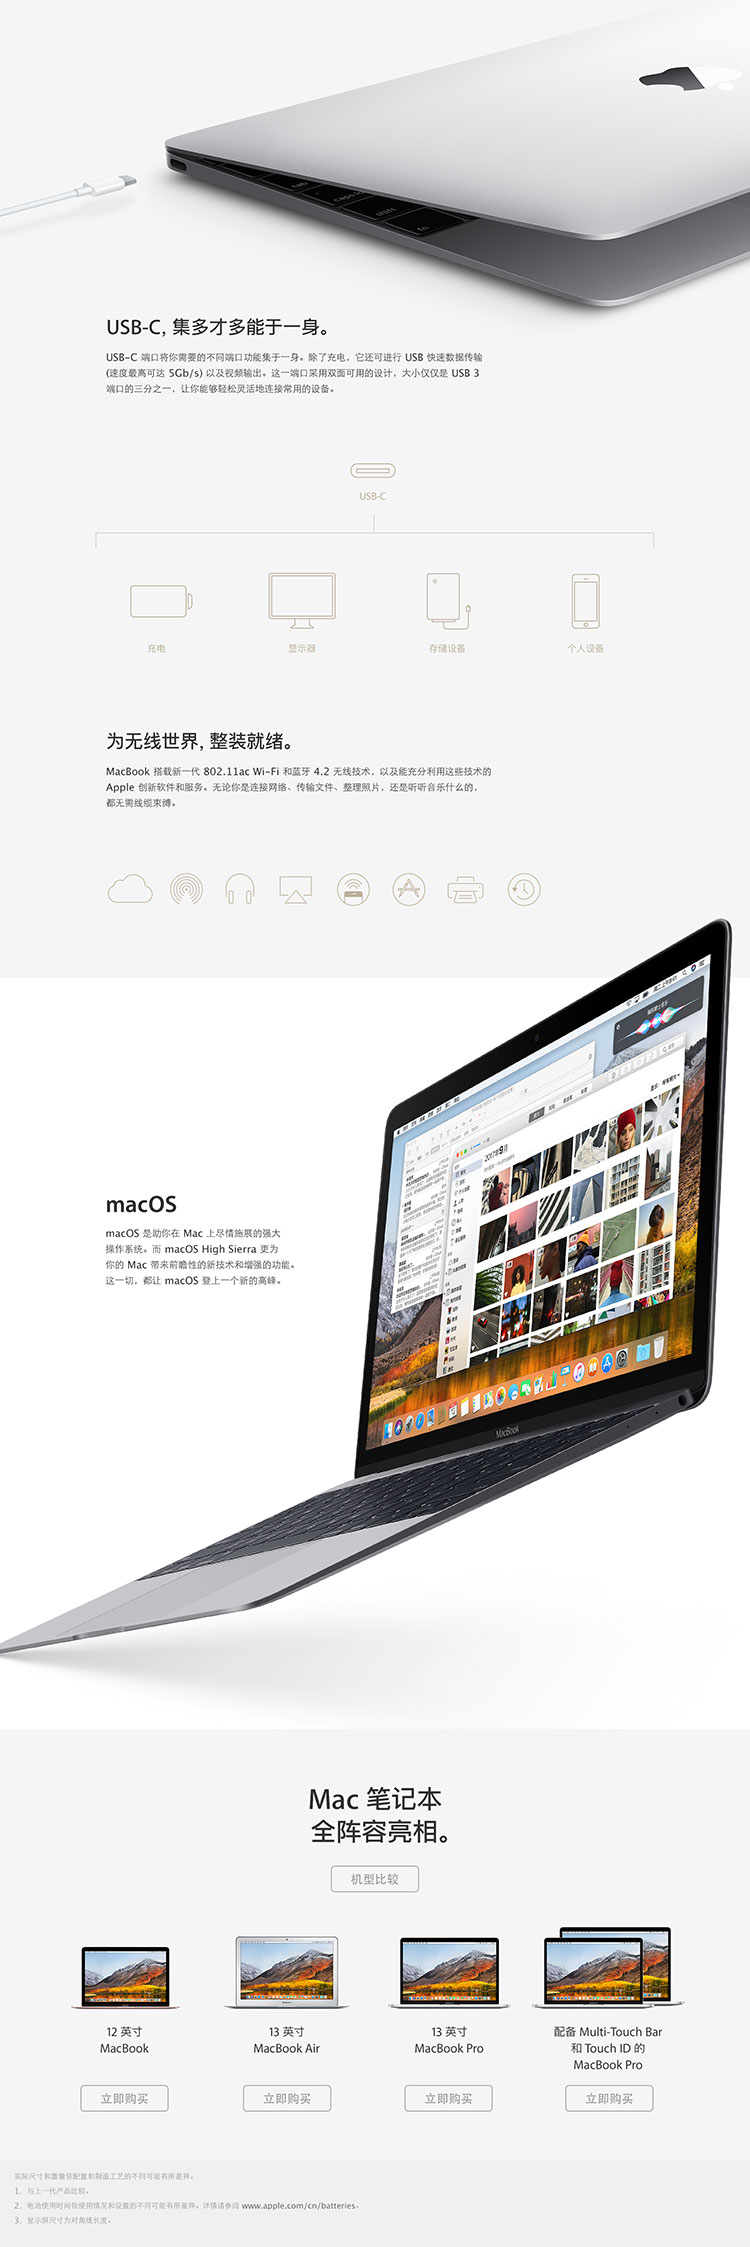 tab
shift
fn
USB-C, 集多才多能于一身。
USB-C 端口将你需要的不同端口功能集于一身。除了充电，它还可进行 USB 快速数据传输
(速度最高可达 5Gb/s) 以及视频输出。这一端口采用双面可用的设计，大小仅仅是 USB 3
端口的三分之一，让你能够轻松灵活地连接常用的设备。
USB-C
充电 显示器 存储设备 个人设备
为无线世界, 整装就绪。
MacBook 搭载新一代 802.11ac Wi-Fi 和蓝牙 4.2 无线技术，以及能充分利用这些技术的
Apple 创新软件和服务。无论你是连接网络、传输文件、整理照片，还是听听音乐什么的，
都无需线缆束缚。
2017年9月
macOS
macOS 是助你在 Mac 上尽情施展的强大
操作系统。而 macOS High Sierra 更为
你的 Mac 带来前瞻性的新技术和增强的功能。
这一切，都让 macOS 登上一个新的高峰。
MacBook
Mac 笔记本
全阵容亮相。
机型比较
12 英寸
MacBook
立即购买
13 英寸
MacBook Air
立即购买
13 英寸
MacBook Pro
立即购买
配备 Multi-Touch Bar
和 Touch ID 的
MacBook Pro
立即购买
实际尺寸和重量依配置和制造工艺的不同可能有所差异。
1. 与上一代产品比较。
2. 电池使用时间依使用情况和设置的不同可能有所差异。详情请参阅 www.apple.com/cn/batteries。
3. 显示屏尺寸为对角线长度。